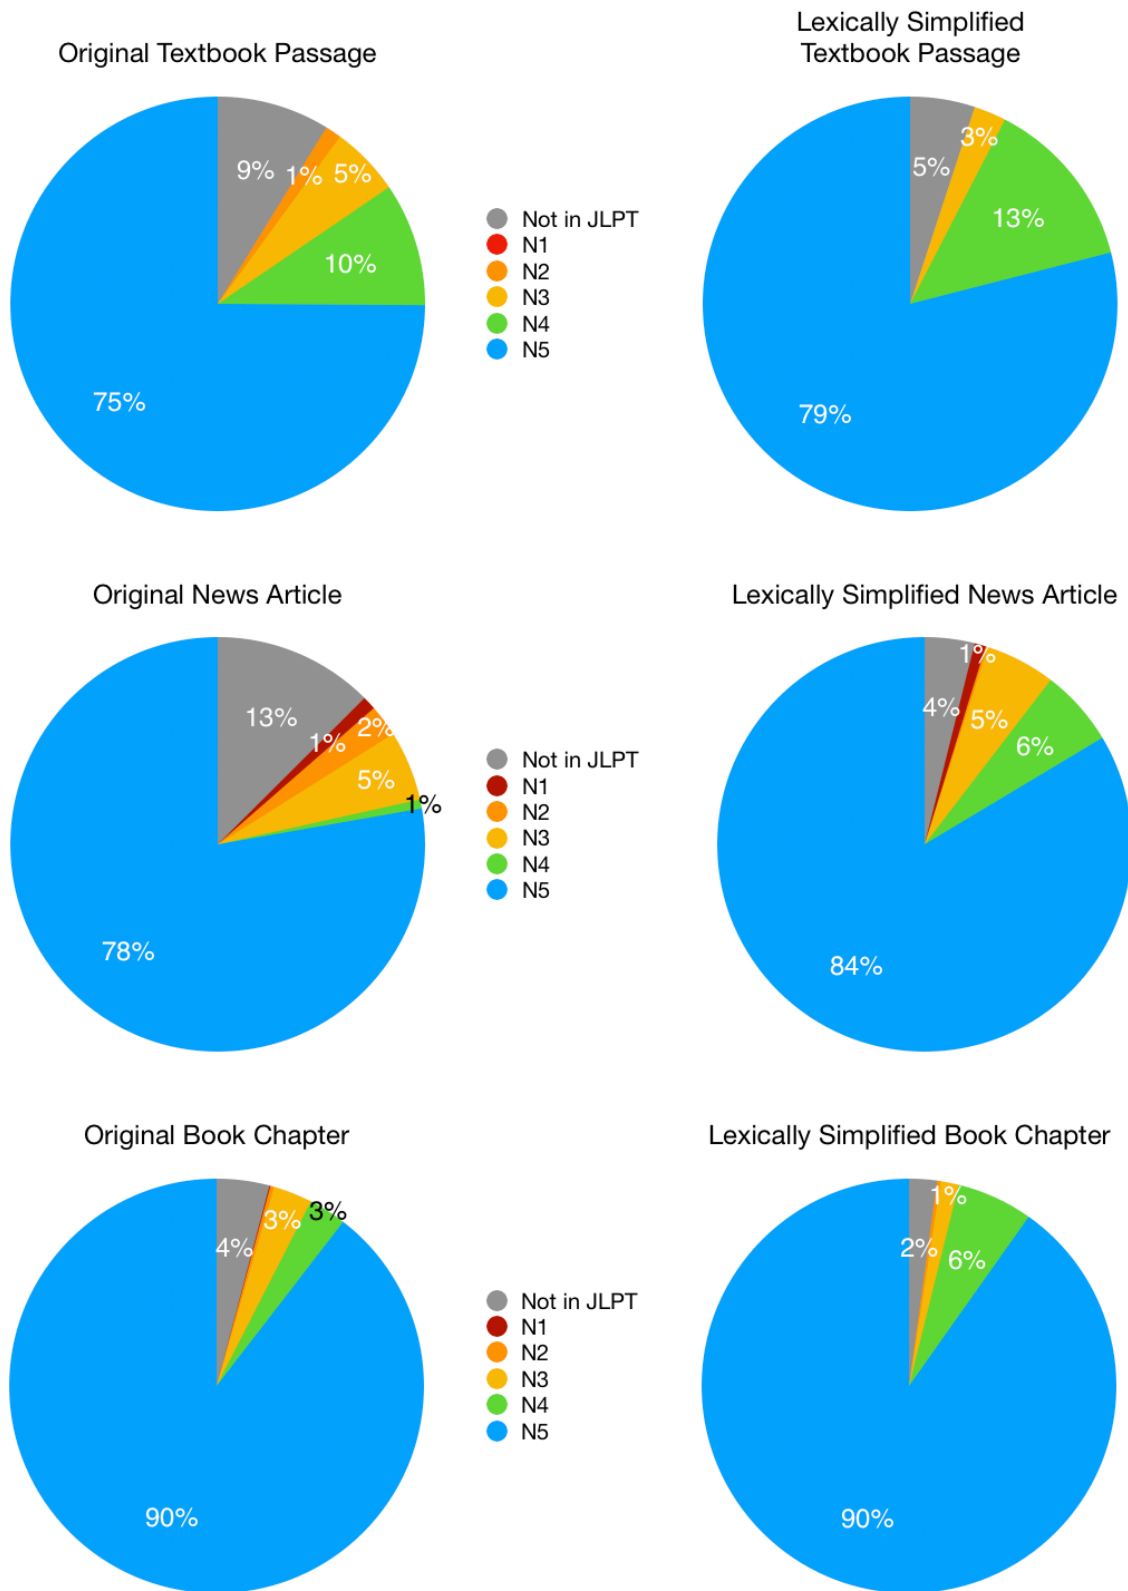 Original Textbook Passage
9%
1%
5%
10%
75%
Not in JLPT
N1
N2
N3
N4
N5
Lexically Simplified
Textbook Passage
5%
3%
13%
79%
Original News Article
13%
1%
2%
5%
1%
78%
Not in JLPT
N1
N2
N3
N4
N5
Lexically Simplified News Article
4%
1%
5%
6%
84%
Original Book Chapter
4%
3%
3%
90%
Not in JLPT
N1
N2
N3
N4
N5
Lexically Simplified Book Chapter
2%
1%
6%
90%